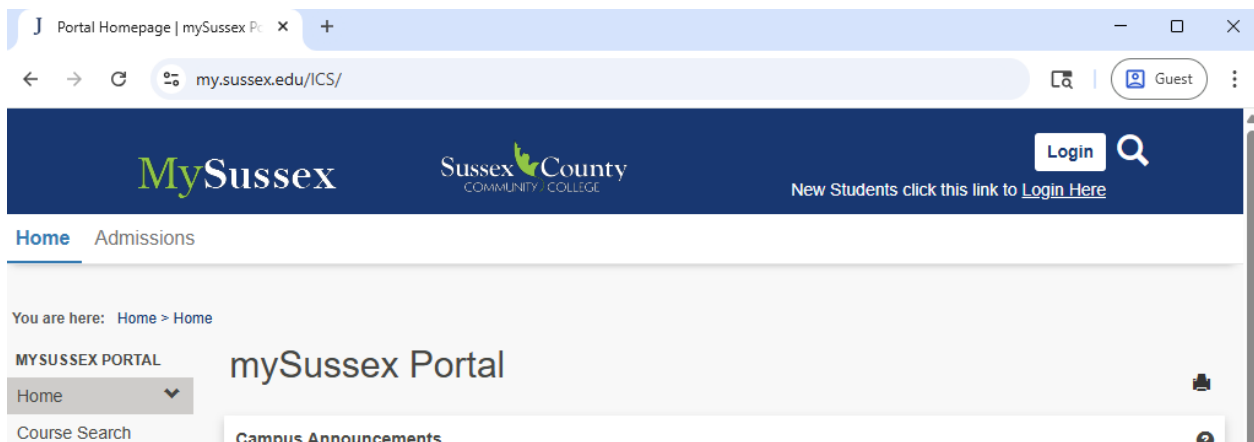 J Portal Homepage | mySussex Po
my.sussex.edu/ICS/
Guest
MySussex
Sussex County
COMMUNITY COLLEGE
Login
New Students click this link to Login Here
Home Admissions
You are here: Home > Home
MYSUSSEX PORTAL
mySussex Portal
Home
Course Search
Campus Announcements